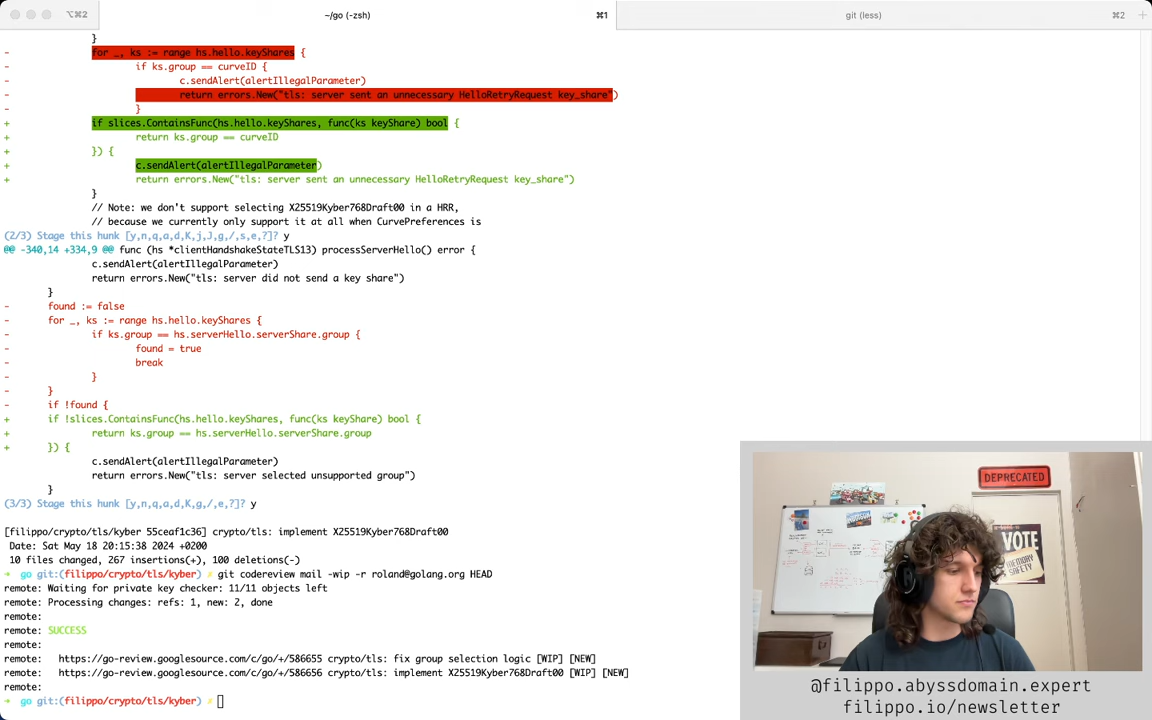 ⌥⌘2
~/go (-zsh)
⌘1
git (less)
⌘2
+
}
- for _, ks := range hs.hello.keyShares {
- if ks.group == curveID {
- c.sendAlert(alertIllegalParameter)
- return errors.New("tls: server sent an unnecessary HelloRetryRequest key_share")
- }
+ if slices.ContainsFunc(hs.hello.keyShares, func(ks keyShare) bool {
+ return ks.group == curveID
+ }) {
+ c.sendAlert(alertIllegalParameter)
+ return errors.New("tls: server sent an unnecessary HelloRetryRequest key_share")
}
// Note: we don't support selecting X25519Kyber768Draft00 in a HRR,
// because we currently only support it at all when CurvePreferences is
(2/3) Stage this hunk [y,n,q,a,d,K,j,J,g,/,s,e,?]? y
@@ -340,14 +334,9 @@ func (hs *clientHandshakeStateTLS13) processServerHello() error {
c.sendAlert(alertIllegalParameter)
return errors.New("tls: server did not send a key share")
}
- found := false
- for _, ks := range hs.hello.keyShares {
- if ks.group == hs.serverHello.serverShare.group {
- found = true
- break
- }
- }
- if !found {
+ if !slices.ContainsFunc(hs.hello.keyShares, func(ks keyShare) bool {
+ return ks.group == hs.serverHello.serverShare.group
+ }) {
c.sendAlert(alertIllegalParameter)
return errors.New("tls: server selected unsupported group")
}
(3/3) Stage this hunk [y,n,q,a,d,K,g,/,e,?]? y
[filippo/crypto/tls/kyber 55ceaf1c36] crypto/tls: implement X25519Kyber768Draft00
Date: Sat May 18 20:15:38 2024 +0200
10 files changed, 267 insertions(+), 100 deletions(-)
➜ go git:(filippo/crypto/tls/kyber) ✗ git codereview mail -wip -r roland@golang.org HEAD
remote: Waiting for private key checker: 11/11 objects left
remote: Processing changes: refs: 1, new: 2, done
remote:
remote: SUCCESS
remote:
remote: https://go-review.googlesource.com/c/go/+/586655 crypto/tls: fix group selection logic [WIP] [NEW]
remote: https://go-review.googlesource.com/c/go/+/586656 crypto/tls: implement X25519Kyber768Draft00 [WIP] [NEW]
remote:
➜ go git:(filippo/crypto/tls/kyber) ✗
DEPRECATED
VOTE
MEMORY
SAFETY
@filippo.abyssdomain.expert
filippo.io/newsletter